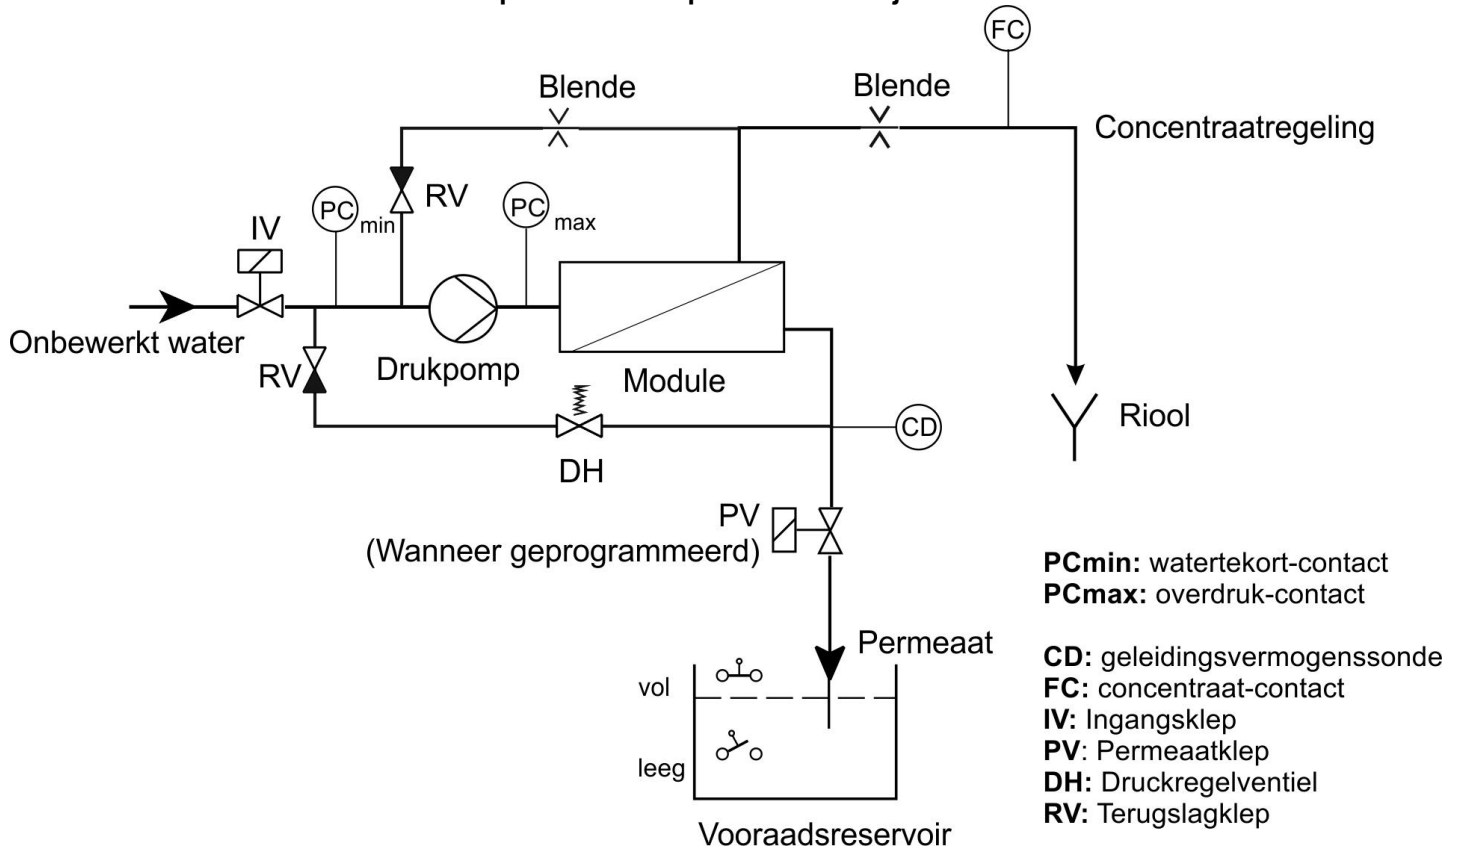 FC
Blende
Blende
Concentraatregeling
RV
PC
min
PC
max
IV
Onbewerkt water
Drukpomp
Module
RV
CD
Riool
DH
PV
(Wanneer geprogrammeerd)
PCmin: watertekort-contact
PCmax: overdruk-contact
Permeaat
CD: geleidingsvermogenssonde
FC: concentraat-contact
IV: Ingangsklep
PV: Permeaatklep
DH: Druckregelventiel
RV: Terugslagklep
vol
leeg
Vooraadsreservoir